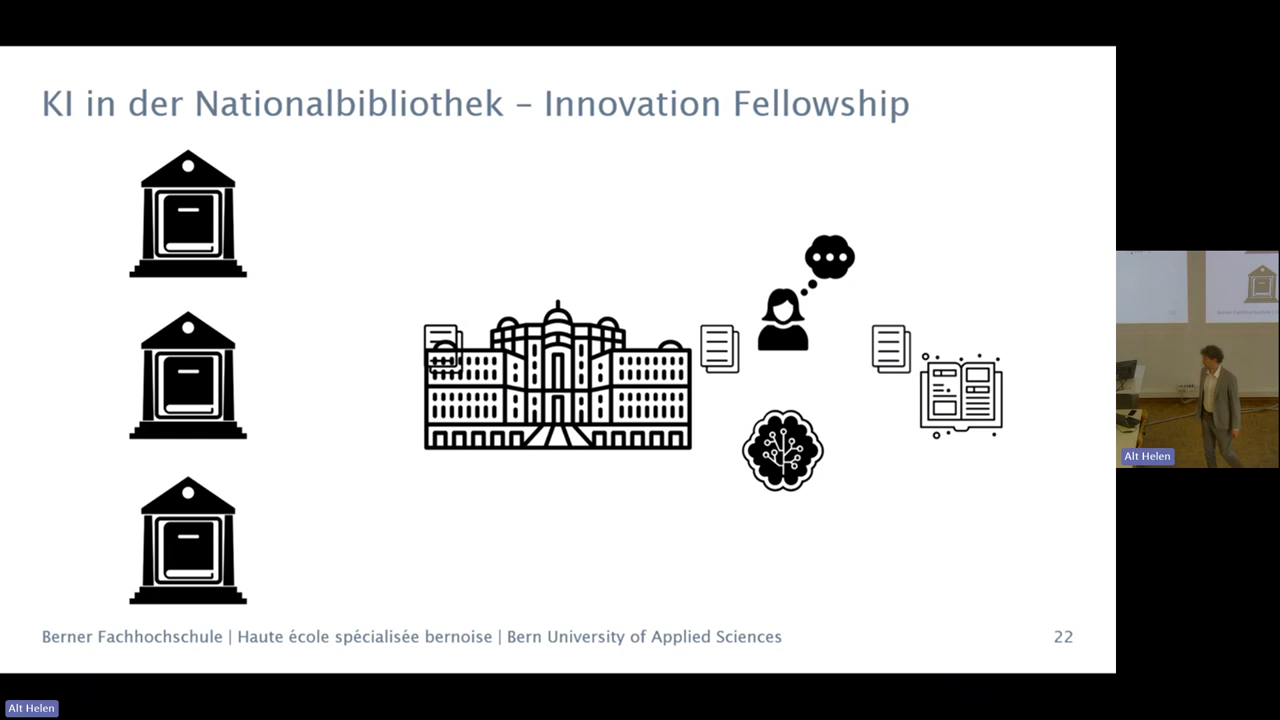 KI in der Nationalbibliothek – Innovation Fellowship
Berner Fachhochschule | Haute école spécialisée bernoise | Bern University of Applied Sciences
22
Alt Helen
Alt Helen